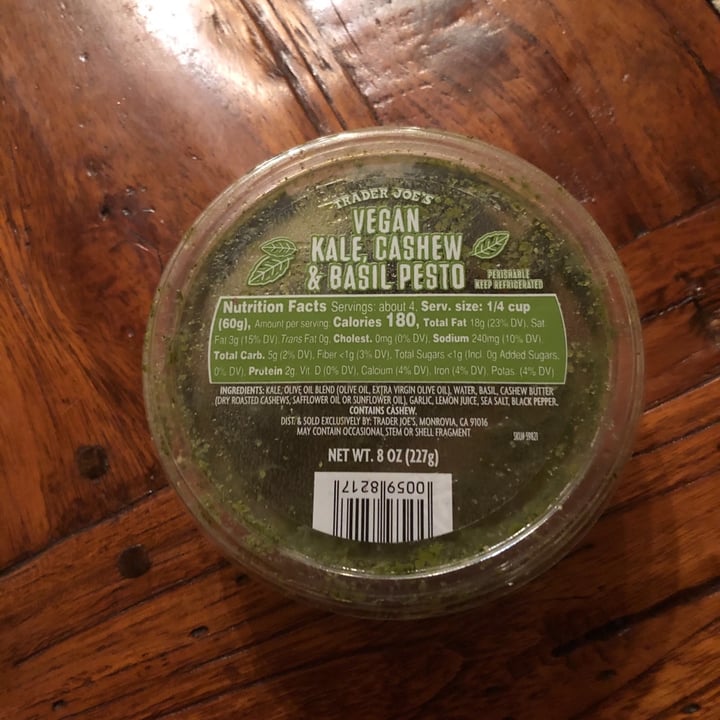 TRADER JOE'S
VEGAN
KALE, CASHEW
& BASIL PESTO
PERISHABLE
KEEP REFRIGERATED
Nutrition Facts Servings: about 4, Serv. size: 1/4 cup
(60g), Amount per serving: Calories 180, Total Fat 18g (23% DV), Sat.
Fat 3g (15% DV), Trans Fat 0g, Cholest. 0mg (0% DV), Sodium 240mg (10% DV),
Total Carb. 5g (2% DV), Fiber <1g (3% DV), Total Sugars <1g (Incl. 0g Added Sugars,
0% DV), Protein 2g, Vit. D (0% DV), Calcium (4% DV), Iron (4% DV), Potas. (4% DV)
INGREDIENTS: KALE, OLIVE OIL BLEND (OLIVE OIL, EXTRA VIRGIN OLIVE OIL), WATER, BASIL, CASHEW BUTTER
(DRY ROASTED CASHEWS, SAFFLOWER OIL OR SUNFLOWER OIL), GARLIC, LEMON JUICE, SEA SALT, BLACK PEPPER.
CONTAINS CASHEW.
DIST. & SOLD EXCLUSIVELY BY: TRADER JOE'S, MONROVIA, CA 91016
MAY CONTAIN OCCASIONAL STEM OR SHELL FRAGMENT
SKU# 59821
NET WT. 8 OZ (227g)
0059 8217